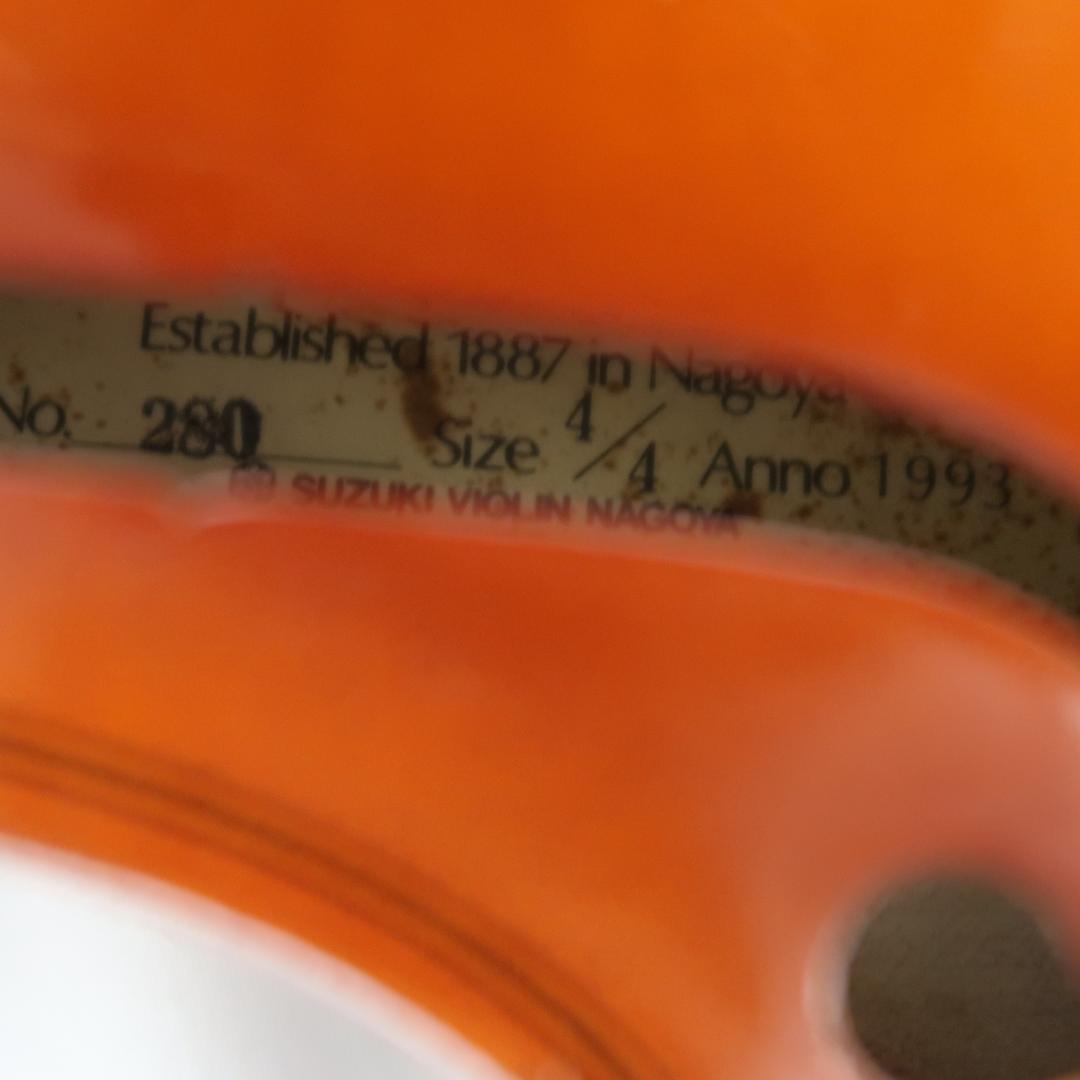 Established 1887 in Nagoya
No. 280 Size 4/4 Anno 1993
SUZUKI VIOLIN NAGOYA